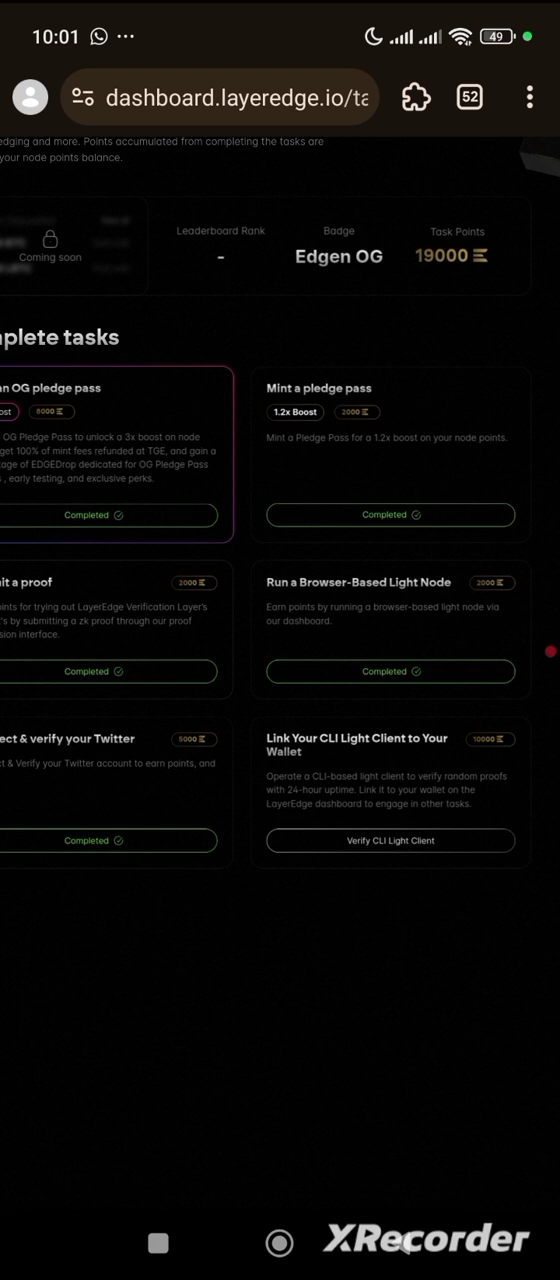 10:01
49
dashboard.layeredge.io/ta
52
edging and more. Points accumulated from completing the tasks are
your node points balance.
Coming soon
Leaderboard Rank
Badge
Task Points
-
Edgen OG
19000
nplete tasks
an OG pledge pass
ost
8000
OG Pledge Pass to unlock a 3x boost on node
get 100% of mint fees refunded at TGE, and gain a
tage of EDGEDrop dedicated for OG Pledge Pass
s , early testing, and exclusive perks.
Completed
Mint a pledge pass
1.2x Boost
2000
Mint a Pledge Pass for a 1.2x boost on your node points.
Completed
nit a proof
2000
oints for trying out LayerEdge Verification Layer's
's by submitting a zk proof through our proof
sion interface.
Completed
Run a Browser-Based Light Node
2000
Earn points by running a browser-based light node via
our dashboard.
Completed
ect & verify your Twitter
5000
ct & Verify your Twitter account to earn points, and
Completed
Link Your CLI Light Client to Your
Wallet
10000
Operate a CLI-based light client to verify random proofs
with 24-hour uptime. Link it to your wallet on the
LayerEdge dashboard to engage in other tasks.
Verify CLI Light Client
XRecorder